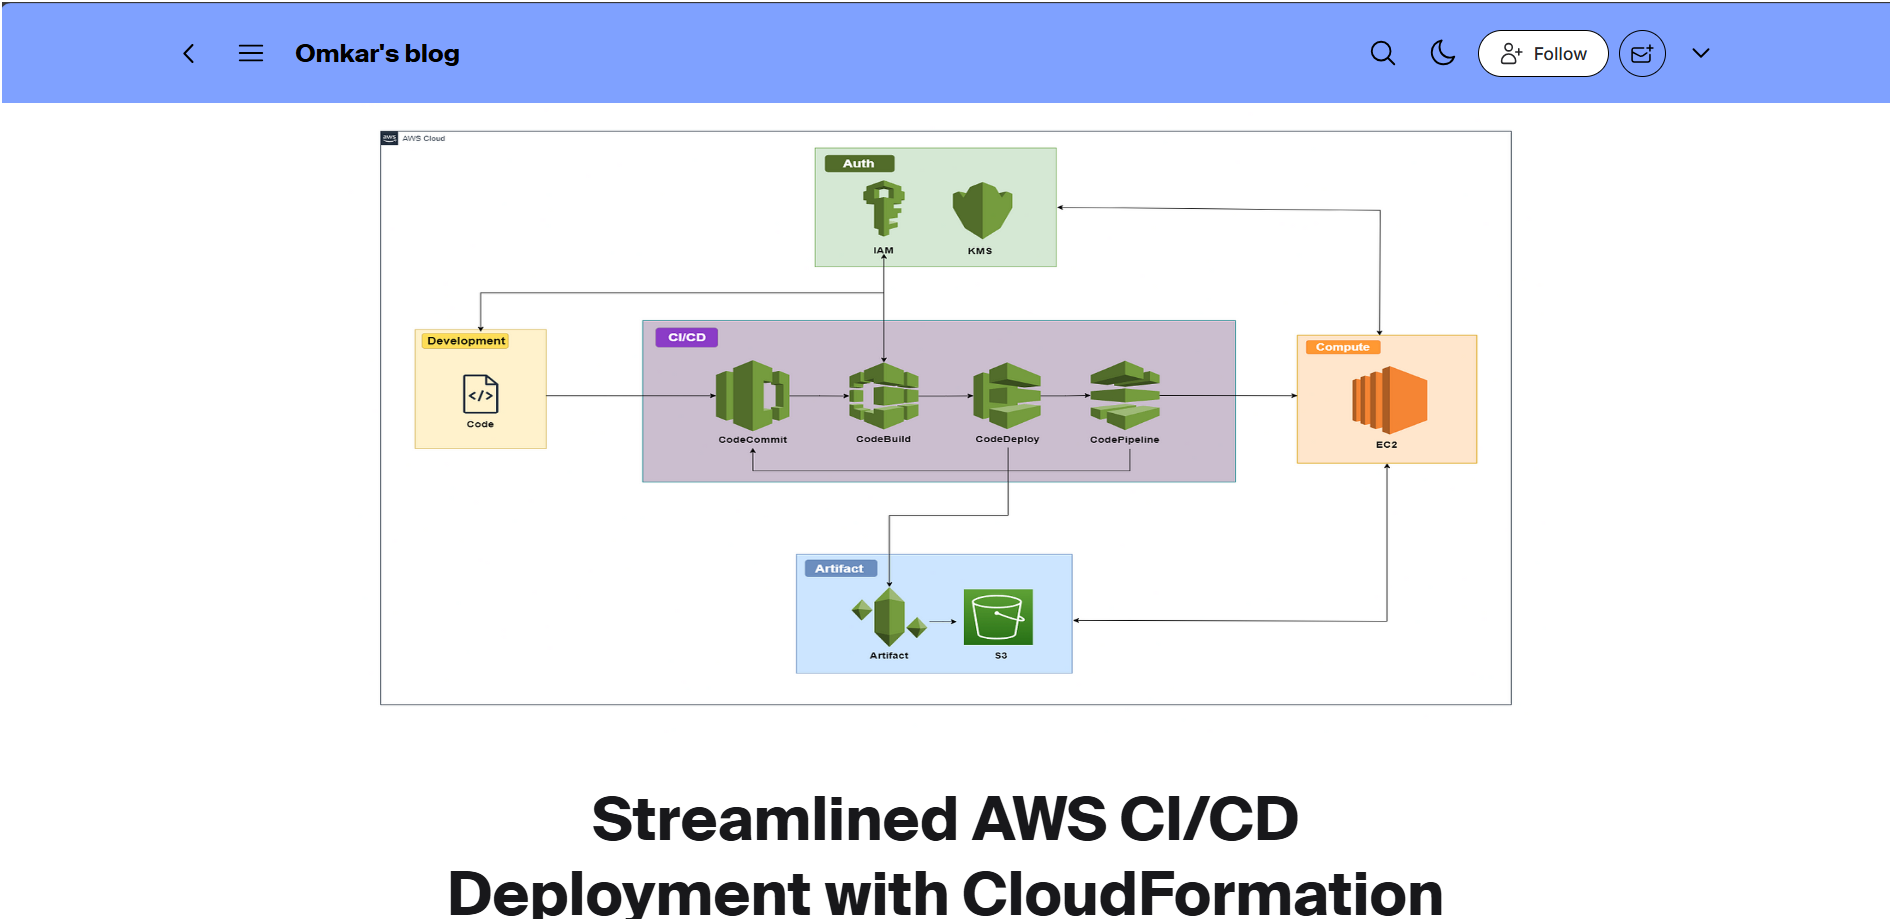 Omkar's blog
Follow
aws
AWS Cloud
Auth
IAM
KMS
Development
Code
CI/CD
CodeCommit
CodeBuild
CodeDeploy
CodePipeline
Compute
EC2
Artifact
Artifact
S3
Streamlined AWS CI/CD
Deployment with CloudFormation